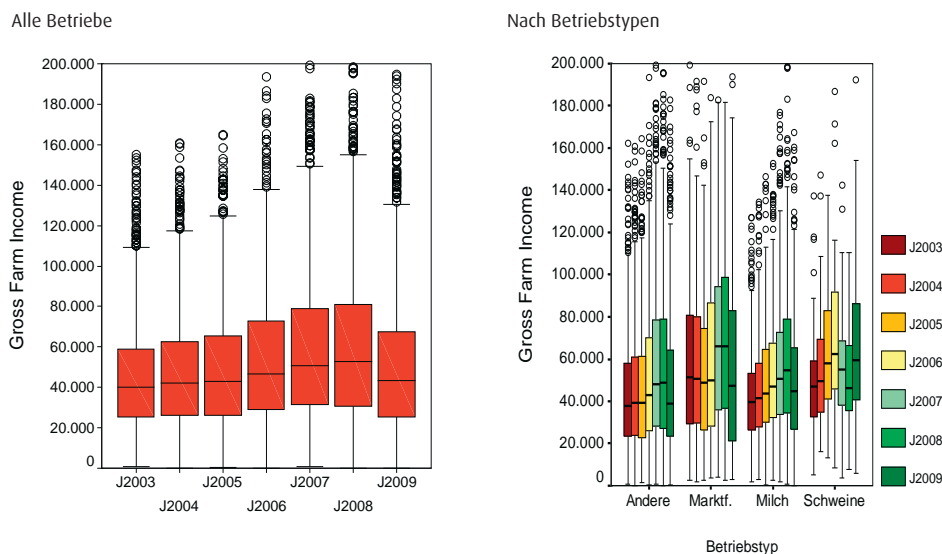 Alle Betriebe
Gross Farm Income
200.000
180.000
160.000
140.000
120.000
100.000
80.000
60.000
40.000
20.000
0
J2003
J2005
J2007
J2009
J2004
J2006
J2008
Nach Betriebstypen
Gross Farm Income
200.000
180.000
160.000
140.000
120.000
100.000
80.000
60.000
40.000
20.000
0
Andere
Marktf.
Milch
Schweine
Betriebstyp
J2003
J2004
J2005
J2006
J2007
J2008
J2009